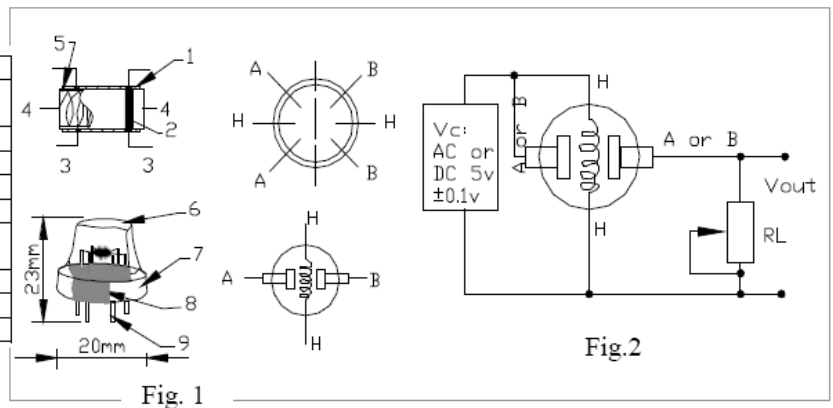 5
1
4
4
2
3
3
A
B
H
H
A
B
6
7
8
9
23mm
20mm
H
A
B
H
Fig. 1
H
Vc:
AC or
DC 5v
±0.1v
A or B
A or B
Vout
RL
H
Fig.2